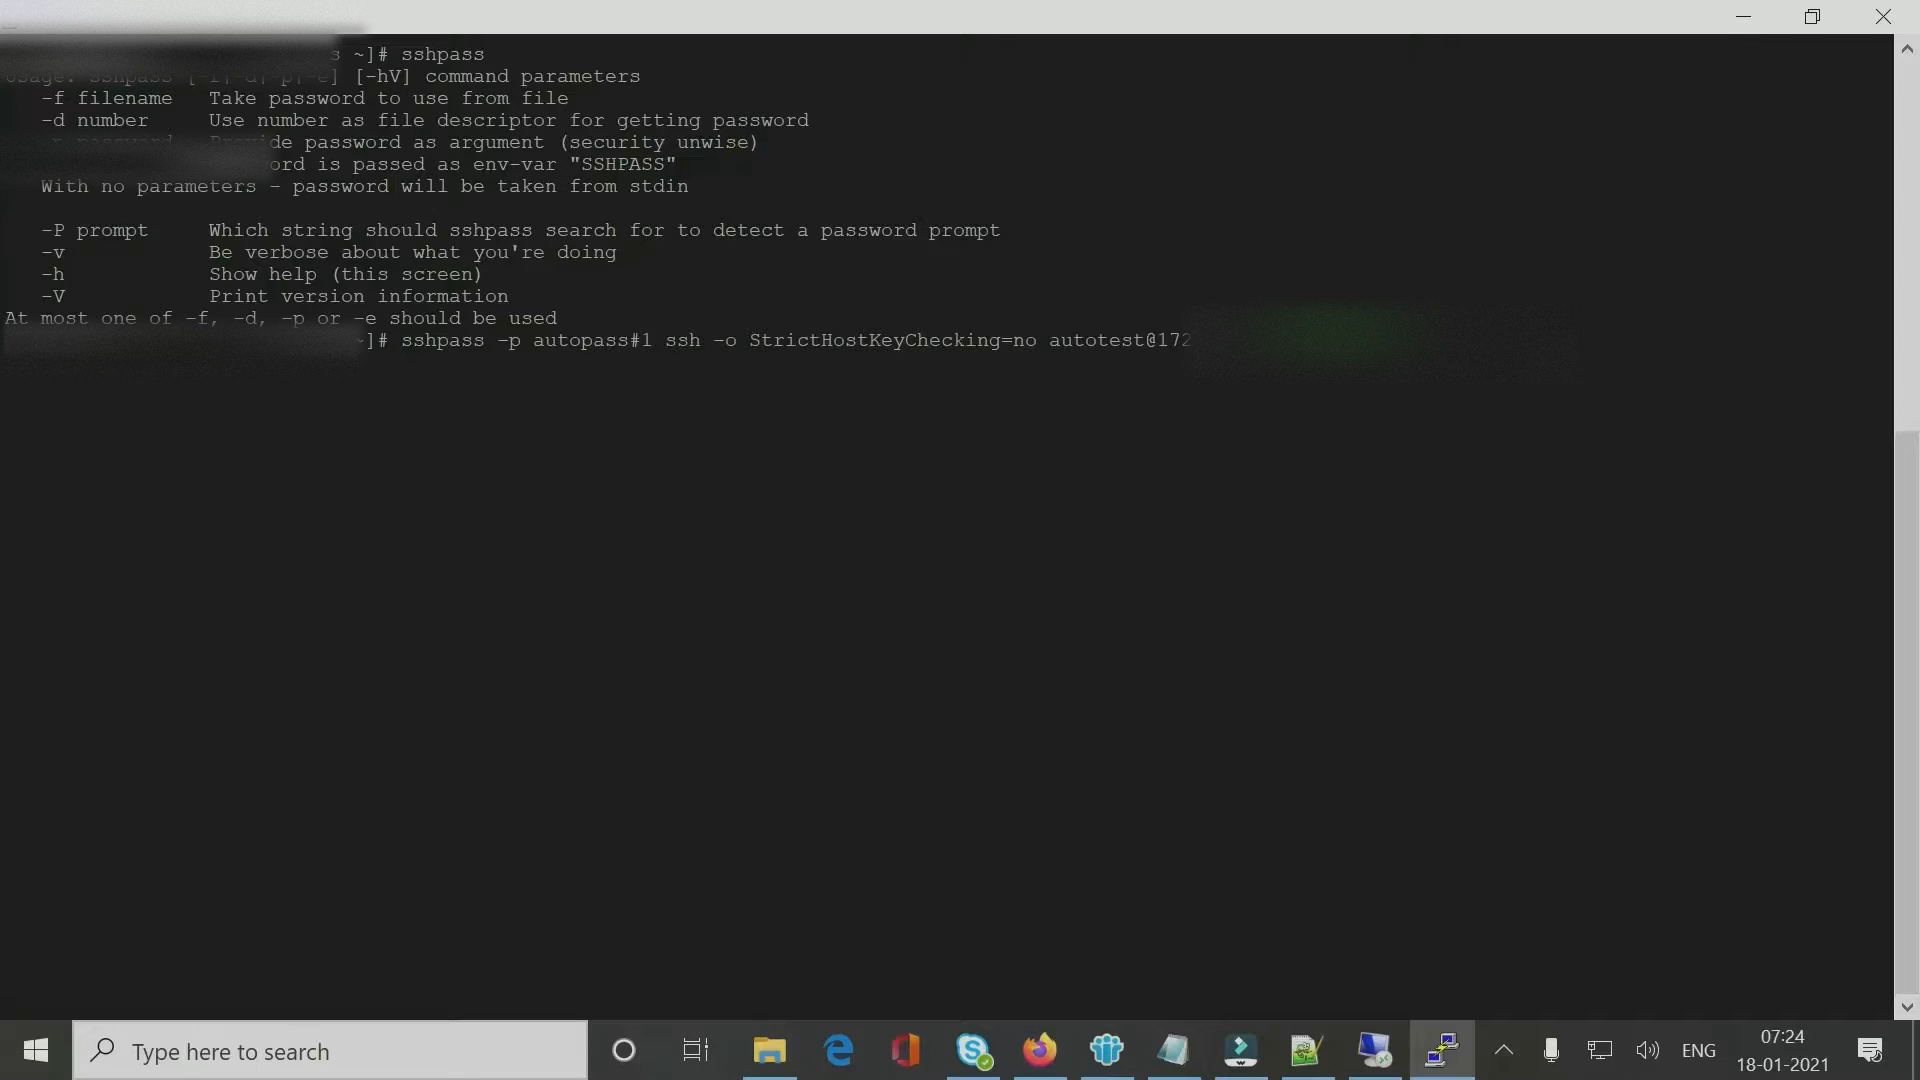 s ~]# sshpass
[-hV] command parameters
-f filename Take password to use from file
-d number Use number as file descriptor for getting password
Provide password as argument (security unwise)
ord is passed as env-var "SSHPASS"
With no parameters - password will be taken from stdin
-P prompt Which string should sshpass search for to detect a password prompt
-v Be verbose about what you're doing
-h Show help (this screen)
-V Print version information
At most one of -f, -d, -p or -e should be used
~]# sshpass -p autopass#1 ssh -o StrictHostKeyChecking=no autotest@172
Type here to search
ENG
07:24
18-01-2021